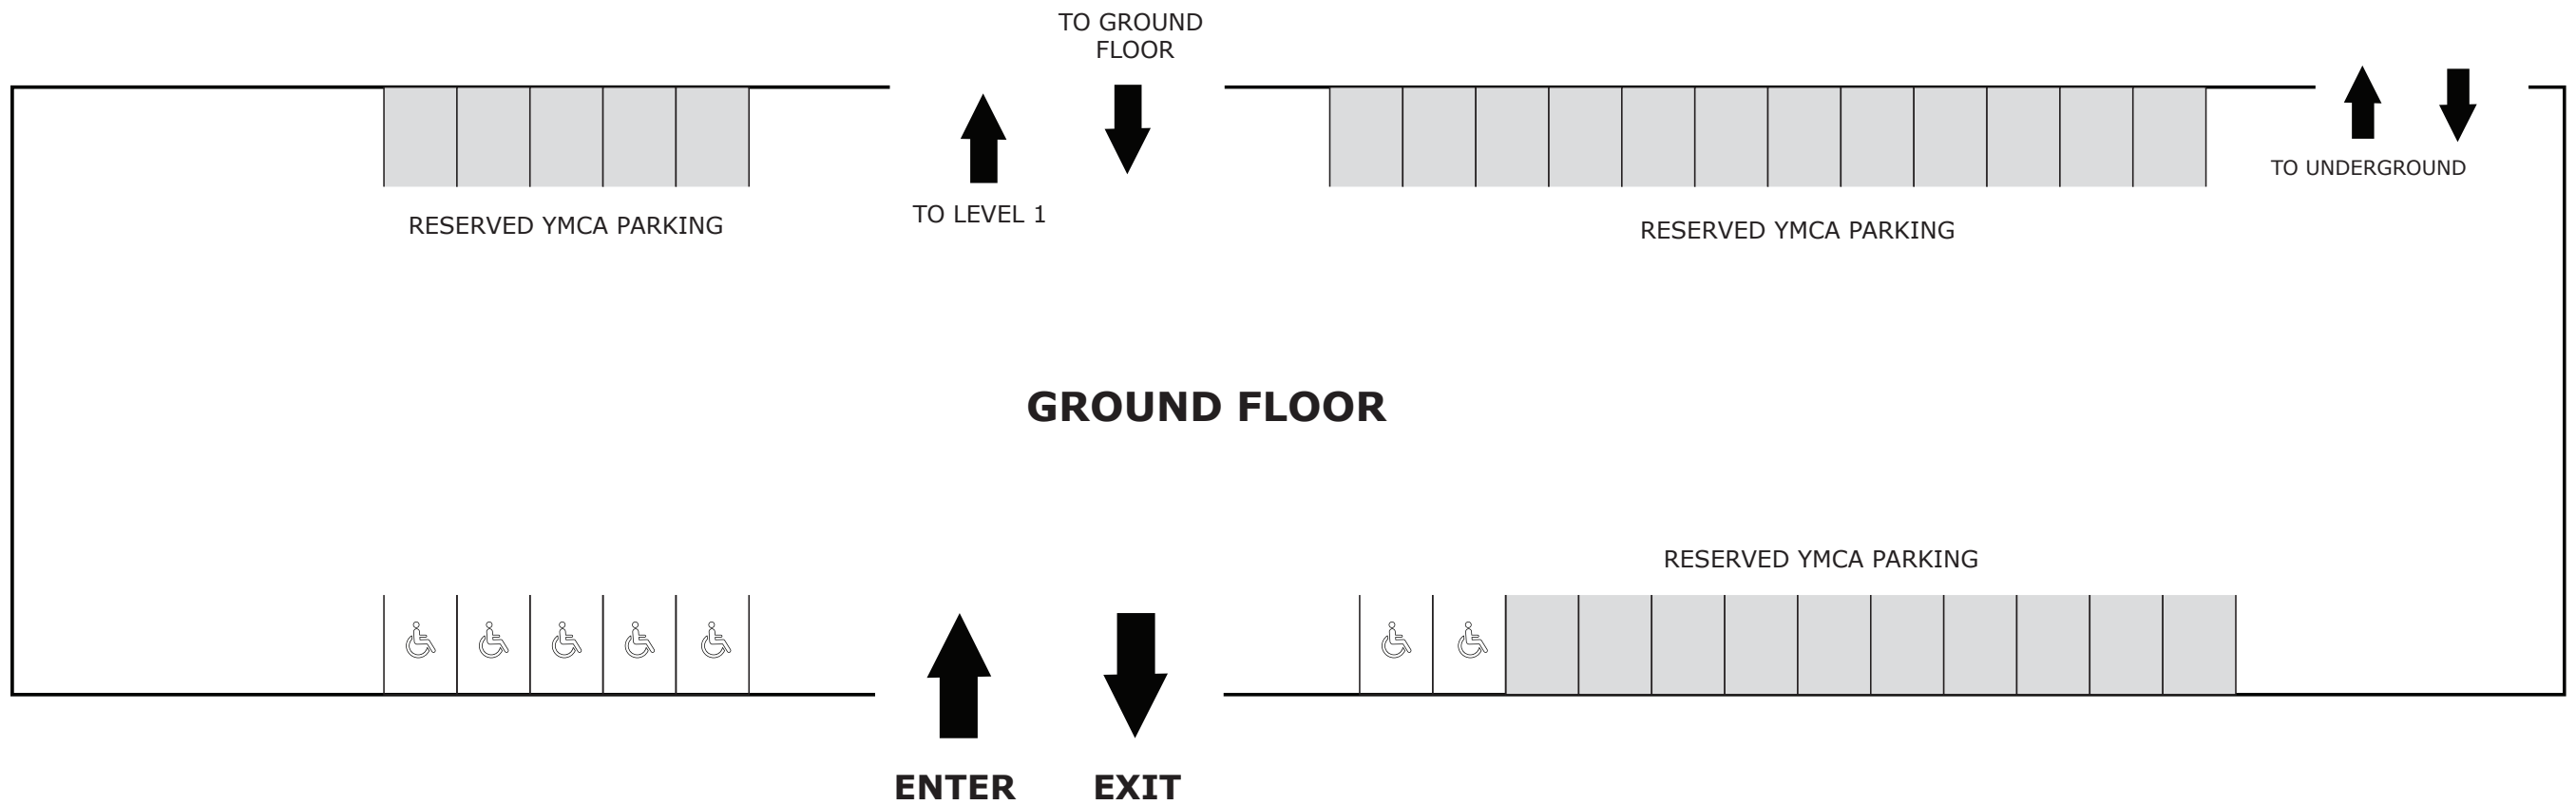 TO GROUND
FLOOR
TO LEVEL 1
TO UNDERGROUND
RESERVED YMCA PARKING
RESERVED YMCA PARKING
GROUND FLOOR
RESERVED YMCA PARKING
ENTER
EXIT